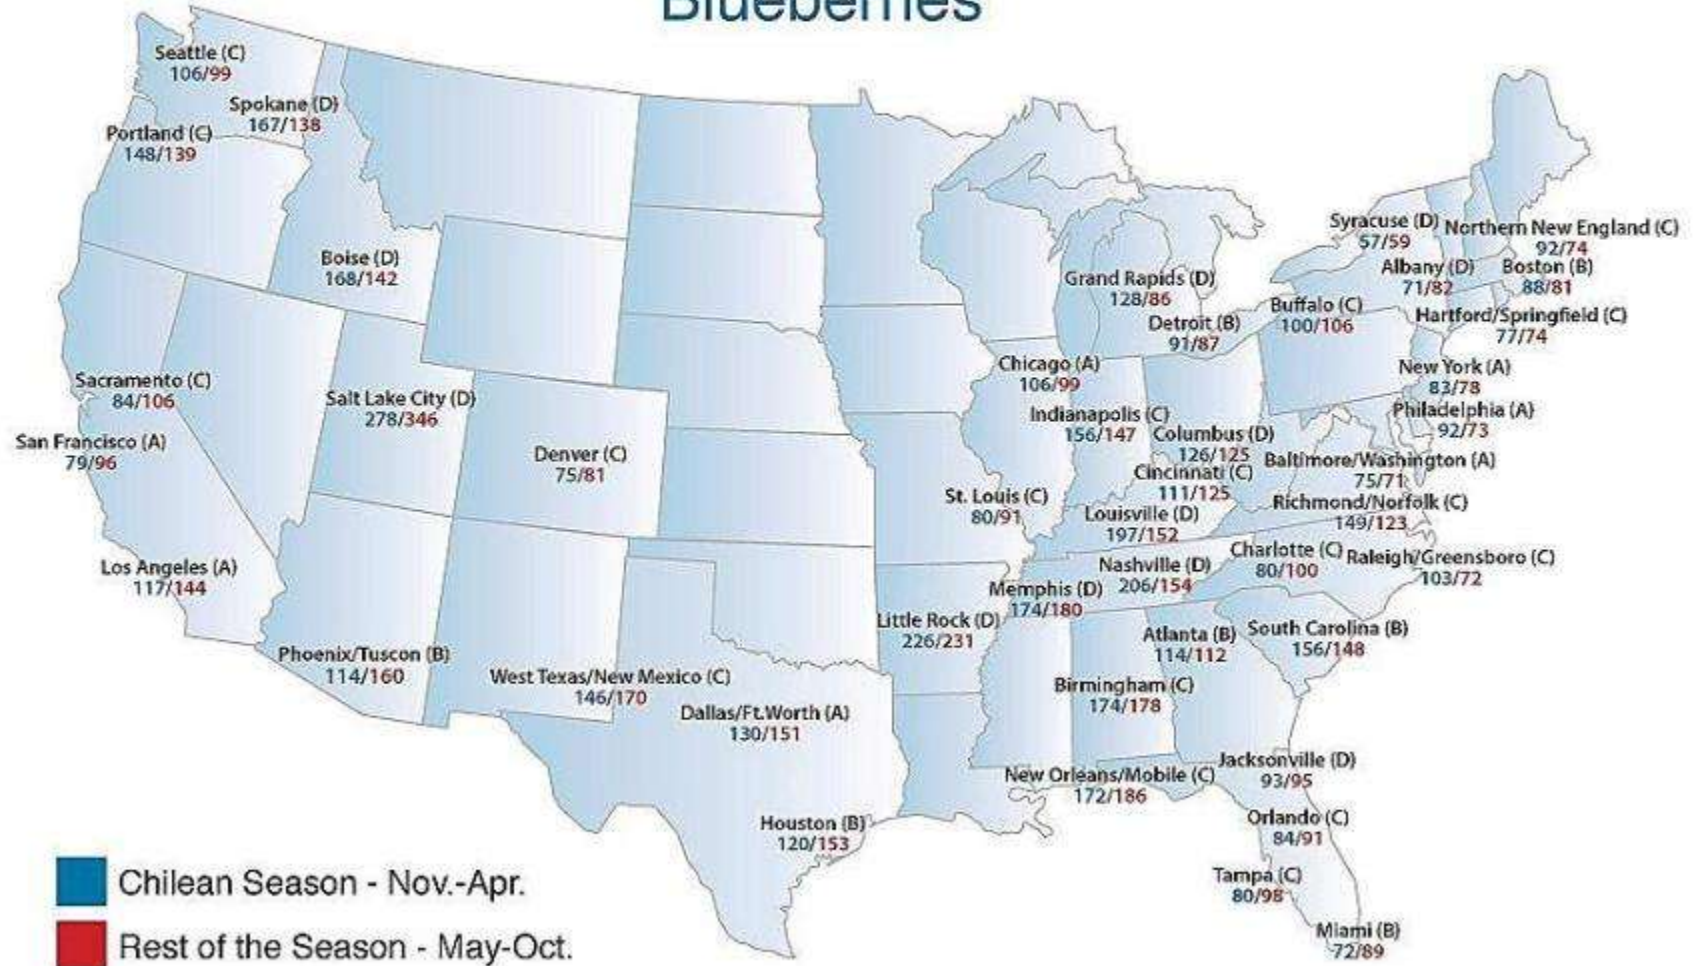 Blueberries
Seattle (C)
106/99
Spokane (D)
167/138
Portland (C)
148/139
Boise (D)
168/142
Syracuse (D)
57/59
Northern New England (C)
92/74
Albany (D)
71/82
Boston (B)
88/81
Grand Rapids (D)
128/86
Buffalo (C)
100/106
Hartford/Springfield (C)
77/74
Detroit (B)
91/87
Chicago (A)
106/99
New York (A)
83/78
Sacramento (C)
84/106
Salt Lake City (D)
278/346
Indianapolis (C)
156/147
Philadelphia (A)
92/73
Columbus (D)
126/125
San Francisco (A)
79/96
Denver (C)
75/81
Baltimore/Washington (A)
75/71
Cincinnati (C)
111/125
St. Louis (C)
80/91
Richmond/Norfolk (C)
149/123
Louisville (D)
197/152
Charlotte (C)
80/100
Raleigh/Greensboro (C)
103/72
Nashville (D)
206/154
Los Angeles (A)
117/144
Memphis (D)
174/180
Little Rock (D)
226/231
Atlanta (B)
114/112
South Carolina (B)
156/148
Phoenix/Tuscon (B)
114/160
West Texas/New Mexico (C)
146/170
Birmingham (C)
174/178
Dallas/Ft.Worth (A)
130/151
Jacksonville (D)
93/95
New Orleans/Mobile (C)
172/186
Houston (B)
120/153
Orlando (C)
84/91
Tampa (C)
80/98
Miami (B)
72/89
Chilean Season - Nov.-Apr.
Rest of the Season - May-Oct.